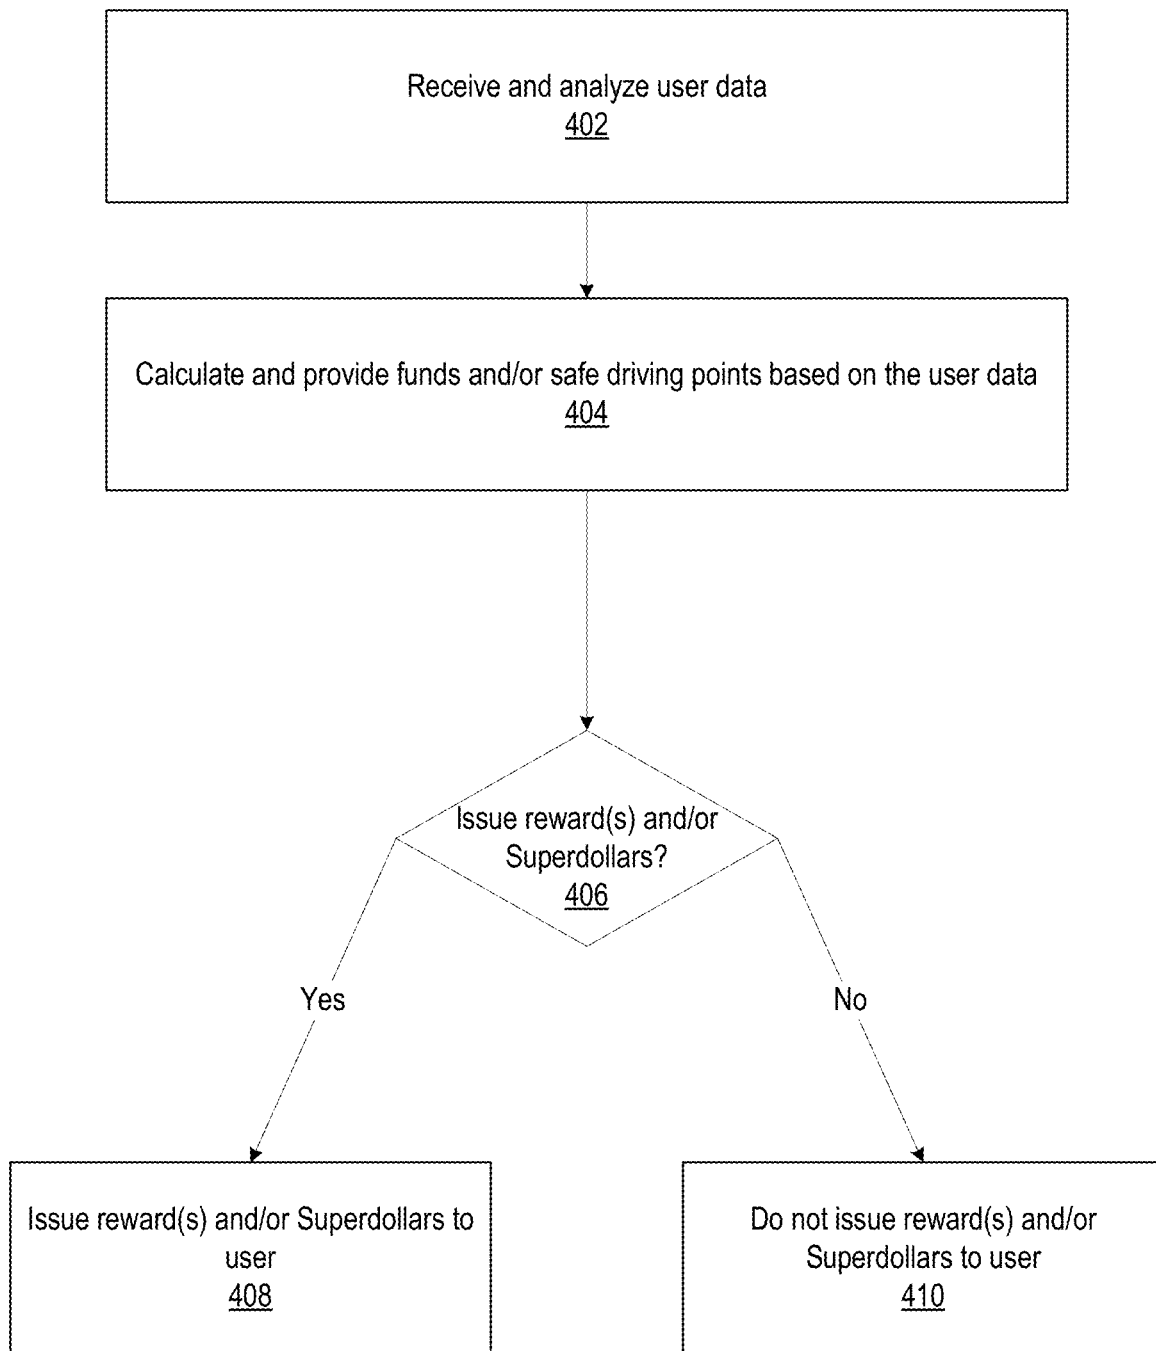 Receive and analyze user data
402
Calculate and provide funds and/or safe driving points based on the user data
404
Issue reward(s) and/or
Superdollars?
406
Yes
No
Issue reward(s) and/or Superdollars to
user
408
Do not issue reward(s) and/or
Superdollars to user
410